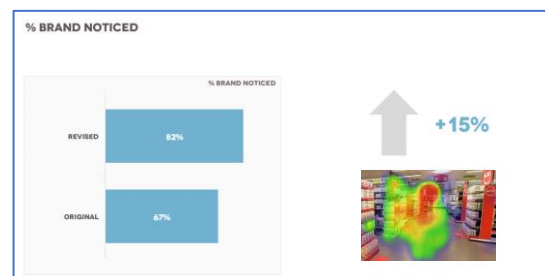 % BRAND NOTICED
% BRAND NOTICED
REVISED
82%
ORIGINAL
67%
+15%